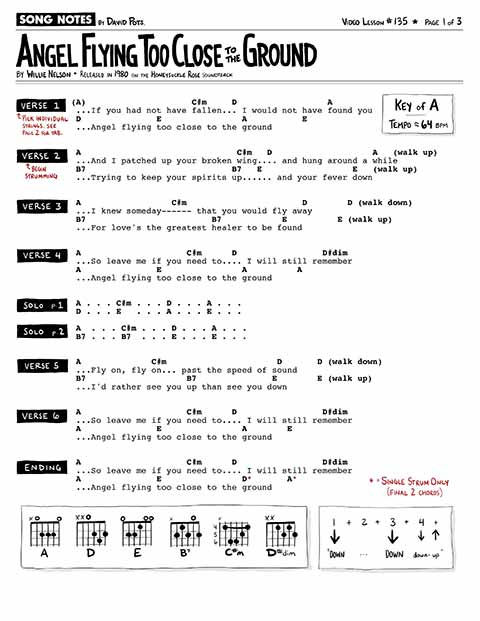 SONG NOTES BY DAVID POTS. VIDEO LESSON #135 ★ PAGE 1 OF 3
ANGEL FLYING TOO CLOSE TO THE GROUND
BY WILLIE NELSON • RELEASED IN 1980 ON THE HONEYSUCKLE ROSE SOUNDTRACK
KEY OF A
TEMPO ≈ 64 BPM
VERSE 1 (A) C#m D A
...If you had not have fallen... I would not have found you
D E A E
...Angel flying too close to the ground
PICK INDIVIDUAL STRINGS. SEE PAGE 2 FOR TAB.
VERSE 2 A C#m D A (walk up)
...And I patched up your broken wing.... and hung around a while
B7 B7 E E (walk up)
...Trying to keep your spirits up...... and your fever down
BEGIN STRUMMING
VERSE 3 A C#m D D (walk down)
...I knew someday------ that you would fly away
B7 B7 E E (walk up)
...For love's the greatest healer to be found
VERSE 4 A C#m D D#dim
...So leave me if you need to.... I will still remember
A E A A
...Angel flying too close to the ground
SOLO P.1 A . . . C#m . . . D . . . A . . .
D . . . E . . . A . . . E . . .
SOLO P.2 A . . . C#m . . . D . . . A . . .
B7 . . . B7 . . . E . . . E . . .
VERSE 5 A C#m D D (walk down)
...Fly on, fly on... past the speed of sound
B7 B7 E E (walk up)
...I'd rather see you up than see you down
VERSE 6 A C#m D D#dim
...So leave me if you need to.... I will still remember
A E A E
...Angel flying too close to the ground
ENDING A C#m D D#dim
...So leave me if you need to.... I will still remember
A E D* A*
...Angel flying too close to the ground
* = SINGLE STRUM ONLY
(FINAL 2 CHORDS)
A D E B7 C#m D#dim
1 + 2 + 3 + 4 +
"DOWN ... DOWN down-up"